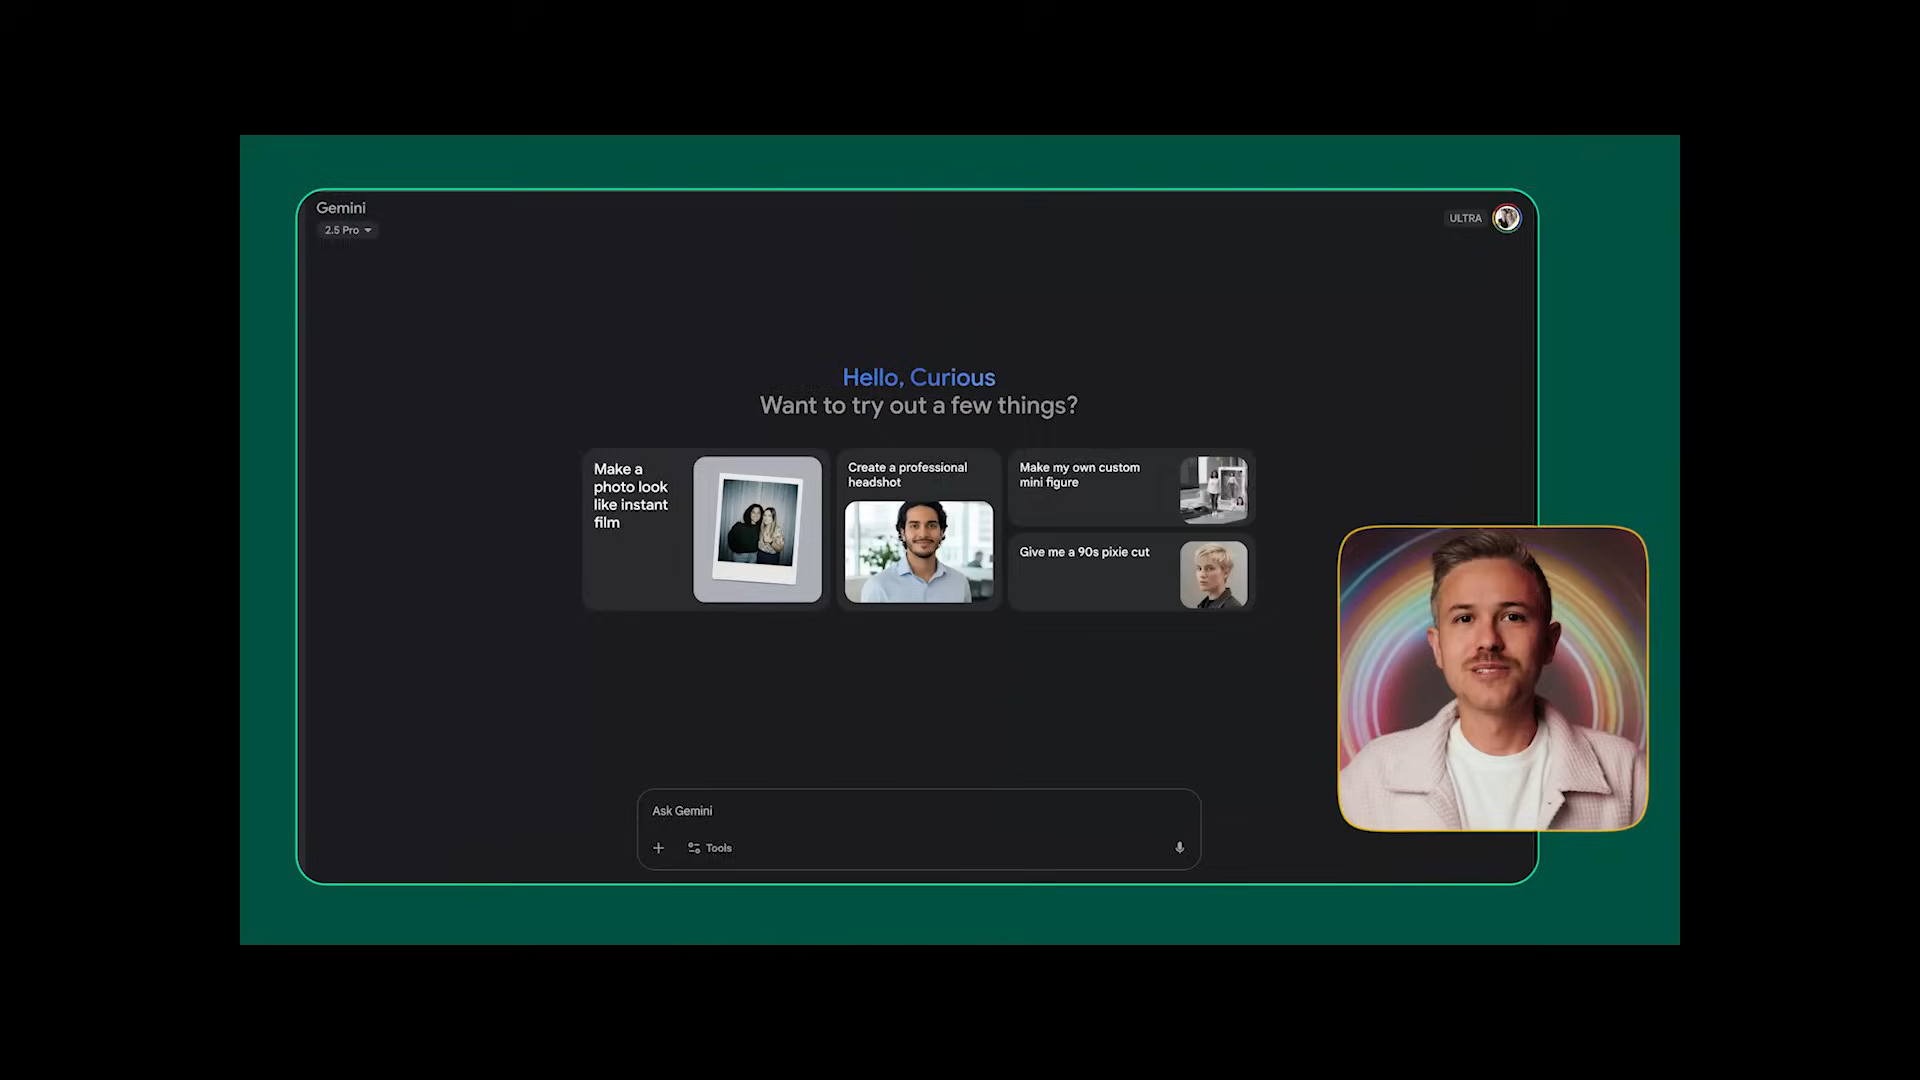 Gemini
2.5 Pro
ULTRA
Hello, Curious
Want to try out a few things?
Make a
photo look
like instant
film
Create a professional
headshot
Make my own custom
mini figure
Give me a 90s pixie cut
Ask Gemini
Tools